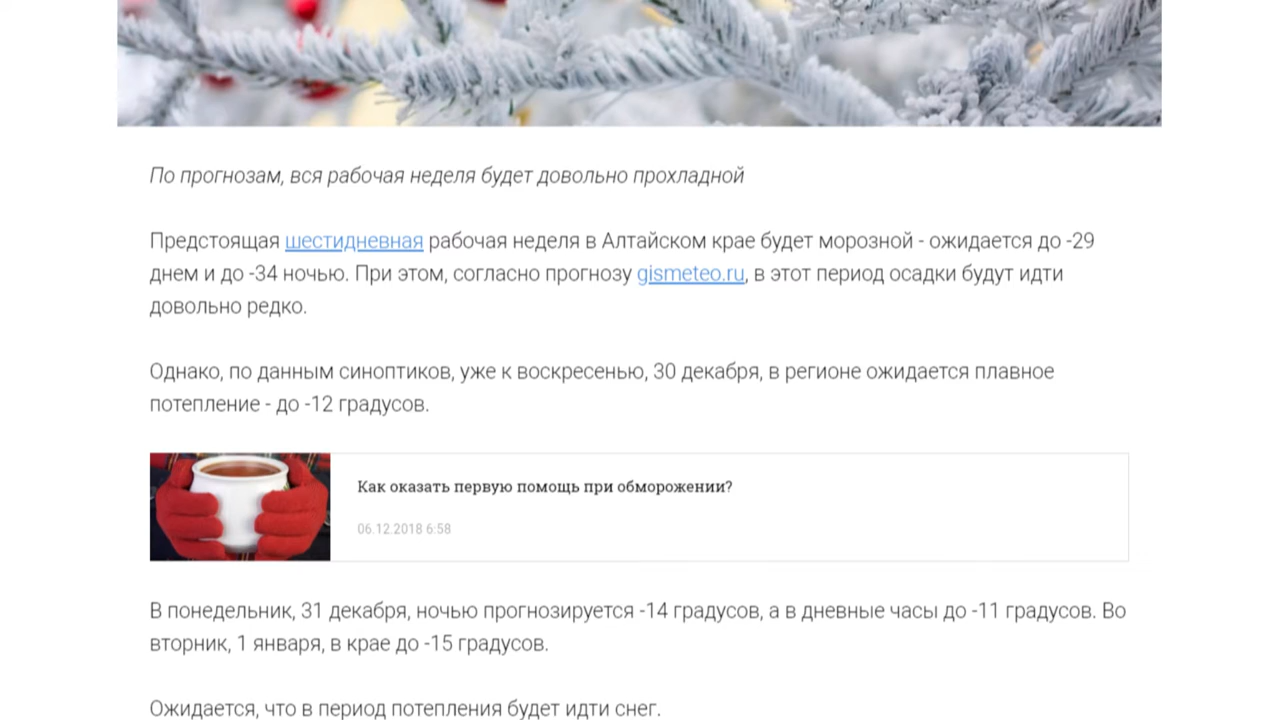 По прогнозам, вся рабочая неделя будет довольно прохладной
Предстоящая шестидневная рабочая неделя в Алтайском крае будет морозной - ожидается до -29
днем и до -34 ночью. При этом, согласно прогнозу gismeteo.ru, в этот период осадки будут идти
довольно редко.
Однако, по данным синоптиков, уже к воскресенью, 30 декабря, в регионе ожидается плавное
потепление - до -12 градусов.
Как оказать первую помощь при обморожении?
06.12.2018 6:58
В понедельник, 31 декабря, ночью прогнозируется -14 градусов, а в дневные часы до -11 градусов. Во
вторник, 1 января, в крае до -15 градусов.
Ожидается, что в период потепления будет идти снег.